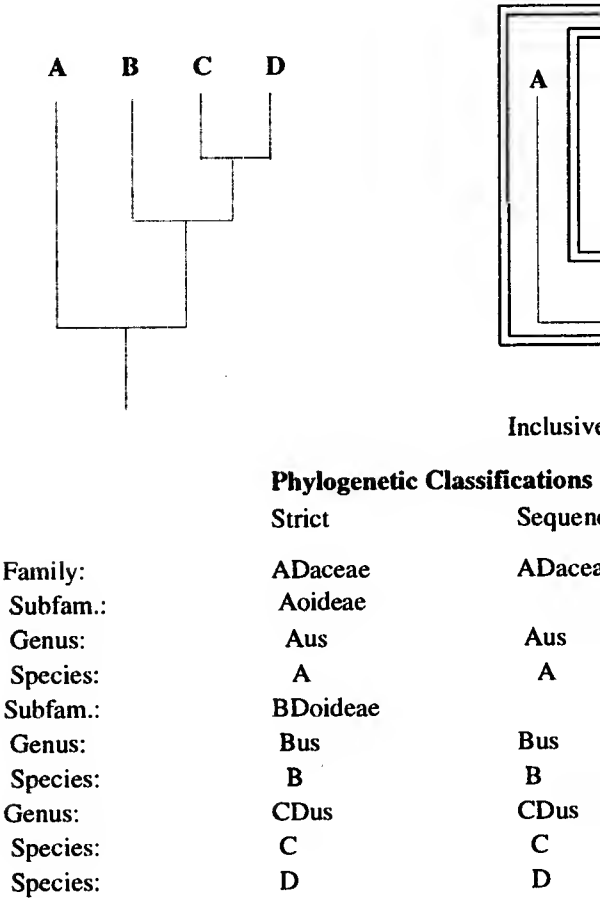 A B C D
A
Inclusive
Phylogenetic Classifications
Strict Sequen
Family: ADaceae ADacea
Subfam.: Aoideae
Genus: Aus Aus
Species: A A
Subfam.: BDoideae
Genus: Bus Bus
Species: B B
Genus: CDus CDus
Species: C C
Species: D D